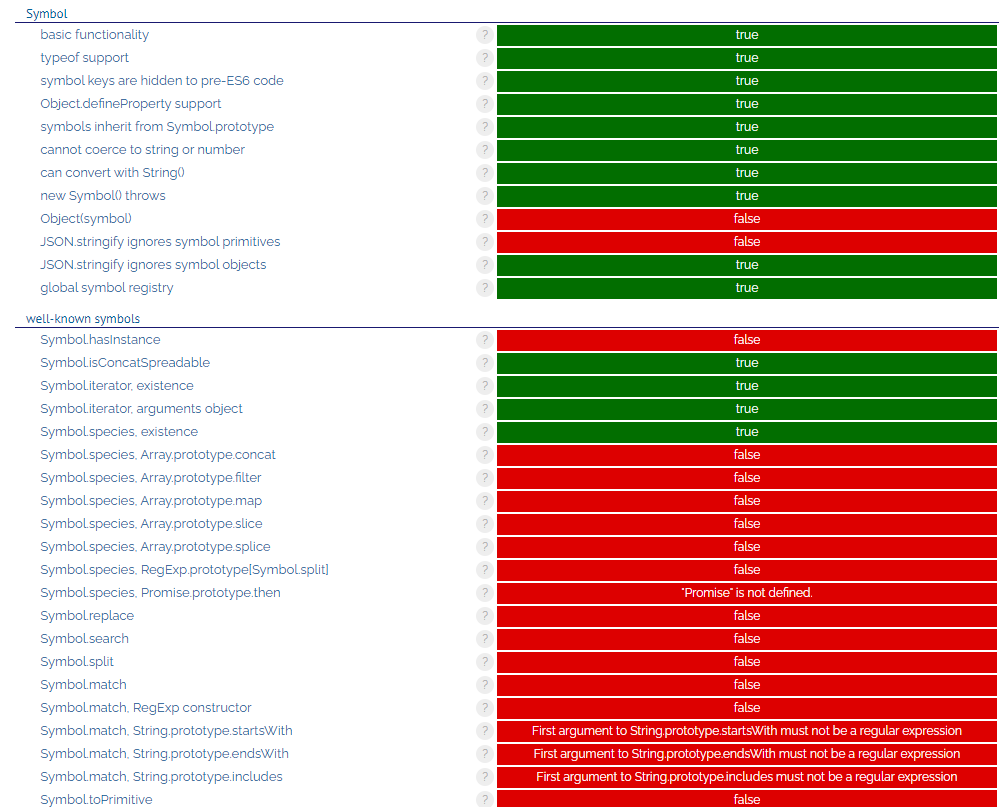 Symbol
basic functionality ? true
typeof support ? true
symbol keys are hidden to pre-ES6 code ? true
Object.defineProperty support ? true
symbols inherit from Symbol.prototype ? true
cannot coerce to string or number ? true
can convert with String() ? true
new Symbol() throws ? true
Object(symbol) ? false
JSON.stringify ignores symbol primitives ? false
JSON.stringify ignores symbol objects ? true
global symbol registry ? true
well-known symbols
Symbol.hasInstance ? false
Symbol.isConcatSpreadable ? true
Symbol.iterator, existence ? true
Symbol.iterator, arguments object ? true
Symbol.species, existence ? true
Symbol.species, Array.prototype.concat ? false
Symbol.species, Array.prototype.filter ? false
Symbol.species, Array.prototype.map ? false
Symbol.species, Array.prototype.slice ? false
Symbol.species, Array.prototype.splice ? false
Symbol.species, RegExp.prototype[Symbol.split] ? false
Symbol.species, Promise.prototype.then ? "Promise" is not defined.
Symbol.replace ? false
Symbol.search ? false
Symbol.split ? false
Symbol.match ? false
Symbol.match, RegExp constructor ? false
Symbol.match, String.prototype.startsWith ? First argument to String.prototype.startsWith must not be a regular expression
Symbol.match, String.prototype.endsWith ? First argument to String.prototype.endsWith must not be a regular expression
Symbol.match, String.prototype.includes ? First argument to String.prototype.includes must not be a regular expression
Symbol.toPrimitive ? false